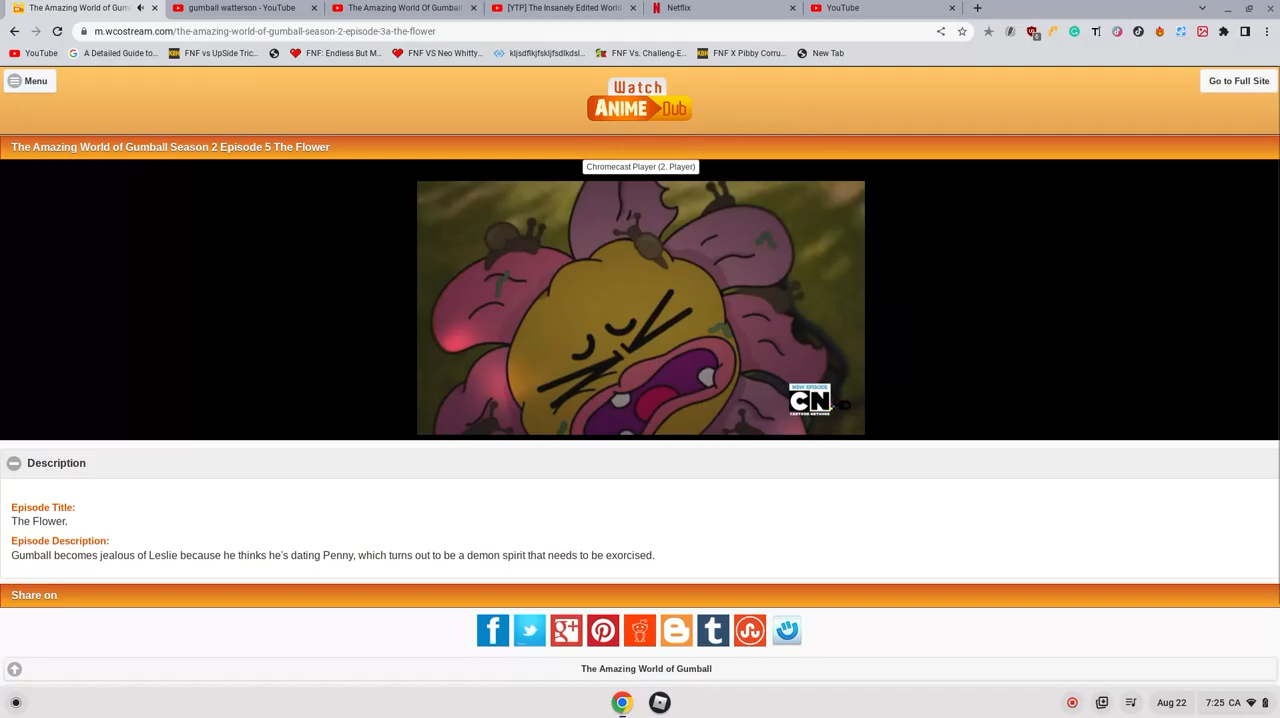 The Amazing World of Gum
gumball watterson - YouTube
The Amazing World Of Gumball
[YTP] The Insanely Edited World
Netflix
YouTube
m.wcostream.com/the-amazing-world-of-gumball-season-2-episode-3a-the-flower
YouTube
A Detailed Guide to...
FNF vs UpSide Tric...
FNF: Endless But M...
FNF VS Neo Whitty...
FNF Vs. Challeng-E...
FNF X Pibby Corru...
New Tab
Menu
Watch
ANIME Dub
Go to Full Site
The Amazing World of Gumball Season 2 Episode 5 The Flower
Chromecast Player (2. Player)
NEW EPISODE
CN
CARTOON NETWORK
Description
Episode Title:
The Flower.
Episode Description:
Gumball becomes jealous of Leslie because he thinks he's dating Penny, which turns out to be a demon spirit that needs to be exorcised.
Share on
The Amazing World of Gumball
Aug 22
7:25 CA